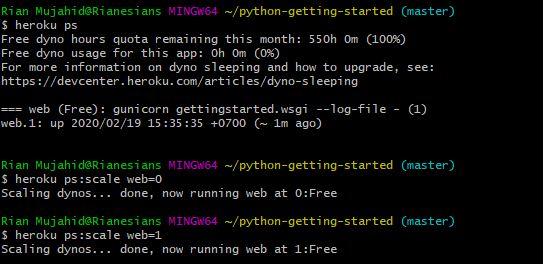 Rian Mujahid@Rianesians MINGW64 ~/python-getting-started (master)
$ heroku ps
Free dyno hours quota remaining this month: 550h 0m (100%)
Free dyno usage for this app: 0h 0m (0%)
For more information on dyno sleeping and how to upgrade, see:
https://devcenter.heroku.com/articles/dyno-sleeping
=== web (Free): gunicorn gettingstarted.wsgi --log-file - (1)
web.1: up 2020/02/19 15:35:35 +0700 (~ 1m ago)
Rian Mujahid@Rianesians MINGW64 ~/python-getting-started (master)
$ heroku ps:scale web=0
Scaling dynos... done, now running web at 0:Free
Rian Mujahid@Rianesians MINGW64 ~/python-getting-started (master)
$ heroku ps:scale web=1
Scaling dynos... done, now running web at 1:Free